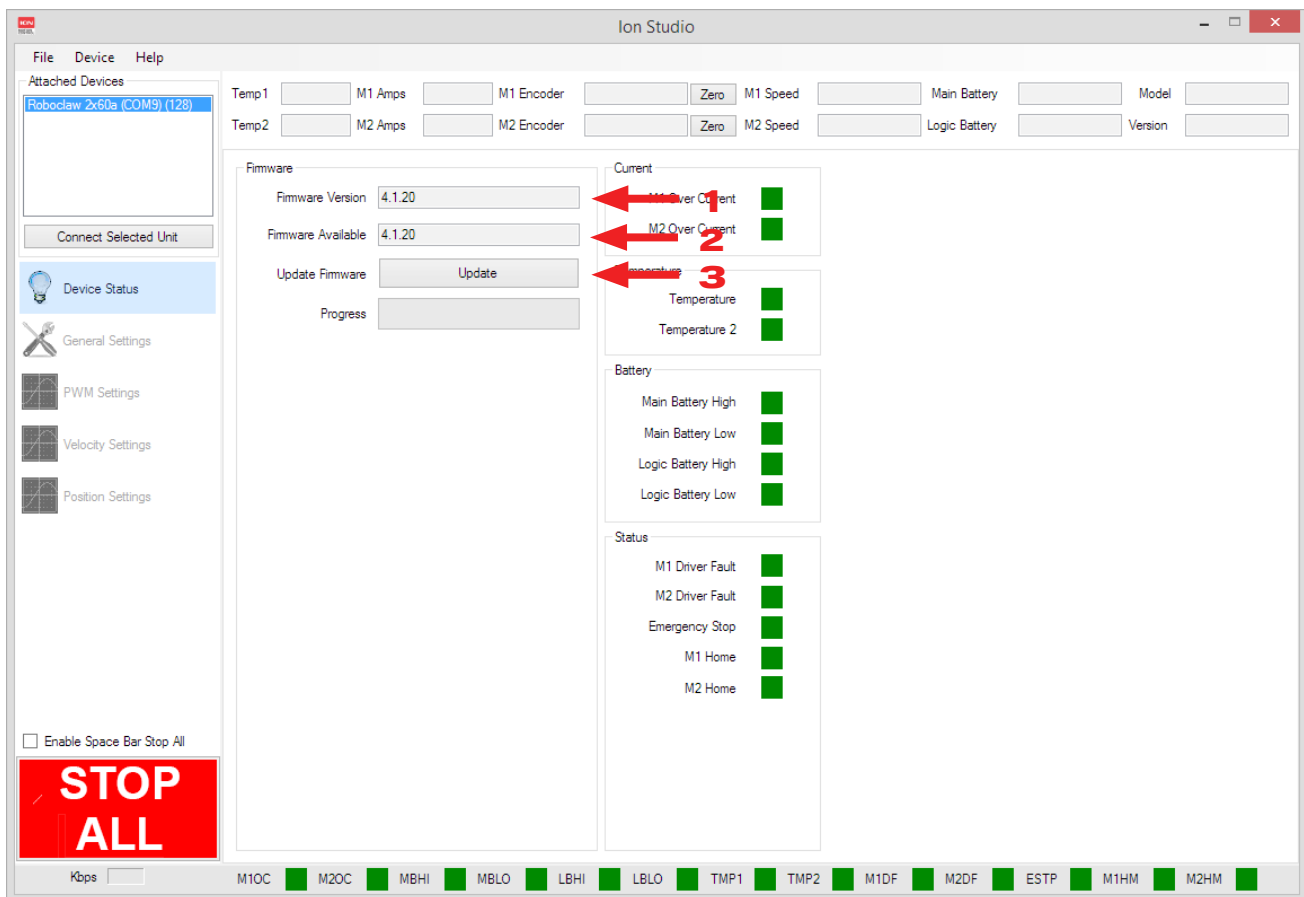 ION
Ion Studio
File Device Help
Attached Devices
Roboclaw 2x60a (COM9) (128)
Connect Selected Unit
Temp1 M1 Amps M1 Encoder Zero M1 Speed Main Battery Model
Temp2 M2 Amps M2 Encoder Zero M2 Speed Logic Battery Version
Device Status
General Settings
PWM Settings
Velocity Settings
Position Settings
Firmware
Firmware Version 4.1.20
Firmware Available 4.1.20
Update Firmware Update
Progress
1
2
3
Current
M1 Over Current
M2 Over Current
Temperature
Temperature
Temperature 2
Battery
Main Battery High
Main Battery Low
Logic Battery High
Logic Battery Low
Status
M1 Driver Fault
M2 Driver Fault
Emergency Stop
M1 Home
M2 Home
Enable Space Bar Stop All
STOP
ALL
Kbps M1OC M2OC MBHI MBLO LBHI LBLO TMP1 TMP2 M1DF M2DF ESTP M1HM M2HM